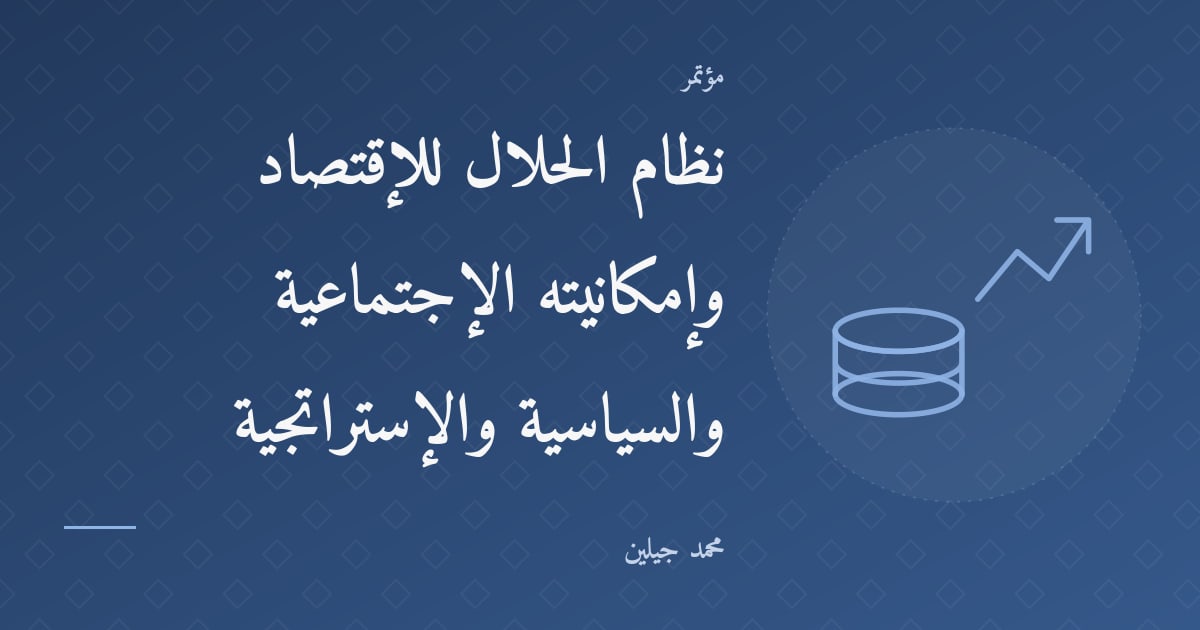 مؤتمر
نظام الحلال للإقتصاد
وإمكانيته الإجتماعية
والسياسية والإستراتجية
محمد جيلين